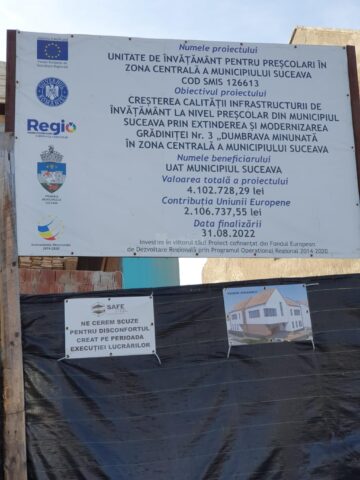 Numele proiectului
UNITATE DE ÎNVĂȚĂMÂNT PENTRU PREȘCOLARI ÎN
ZONA CENTRALĂ A MUNICIPIULUI SUCEAVA
COD SMIS 126613
Obiectivul proiectului
CREȘTEREA CALITĂȚII INFRASTRUCTURII DE
ÎNVĂȚĂMÂNT LA NIVEL PREȘCOLAR DIN MUNICIPIUL
SUCEAVA PRIN EXTINDEREA ȘI MODERNIZAREA
GRĂDINIȚEI Nr. 3 „DUMBRAVA MINUNATĂ
ÎN ZONA CENTRALĂ A MUNICIPIULUI SUCEAVA
Numele beneficiarului
UAT MUNICIPIUL SUCEAVA
Valoarea totală a proiectului
4.102.728,29 lei
Contribuția Uniunii Europene
2.106.737,55 lei
Data finalizării
31.08.2022
Investim în viitorul tău! Proiect cofinanțat din Fondul European
de Dezvoltare Regională prin Programul Operațional Regional 2014-2020
Regio
SAFE
NE CEREM SCUZE
PENTRU DISCONFORTUL
CREAT PE PERIOADA
EXECUȚIEI LUCRĂRILOR